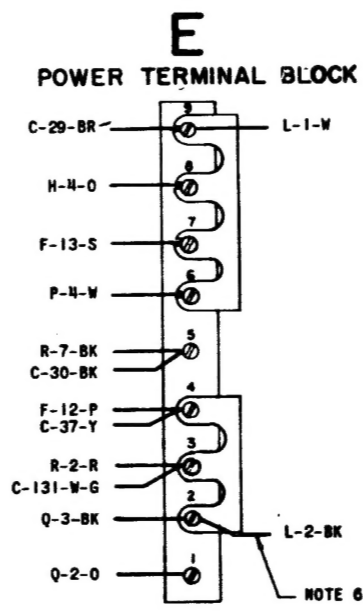 E
POWER TERMINAL BLOCK
9
C-29-BR
L-1-W
8
H-4-O
7
F-13-S
6
P-4-W
5
R-7-BK
C-30-BK
4
F-12-P
C-37-Y
3
R-2-R
C-131-W-G
2
Q-3-BK
L-2-BK
1
Q-2-O
NOTE 6